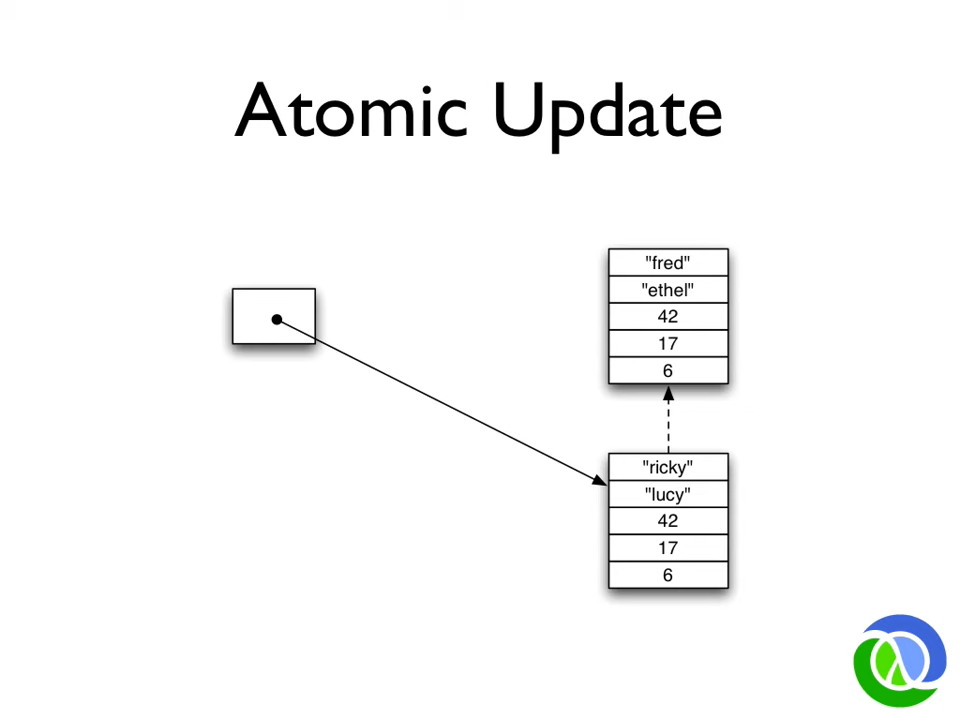 Atomic Update
"fred"
"ethel"
42
17
6
"ricky"
"lucy"
42
17
6